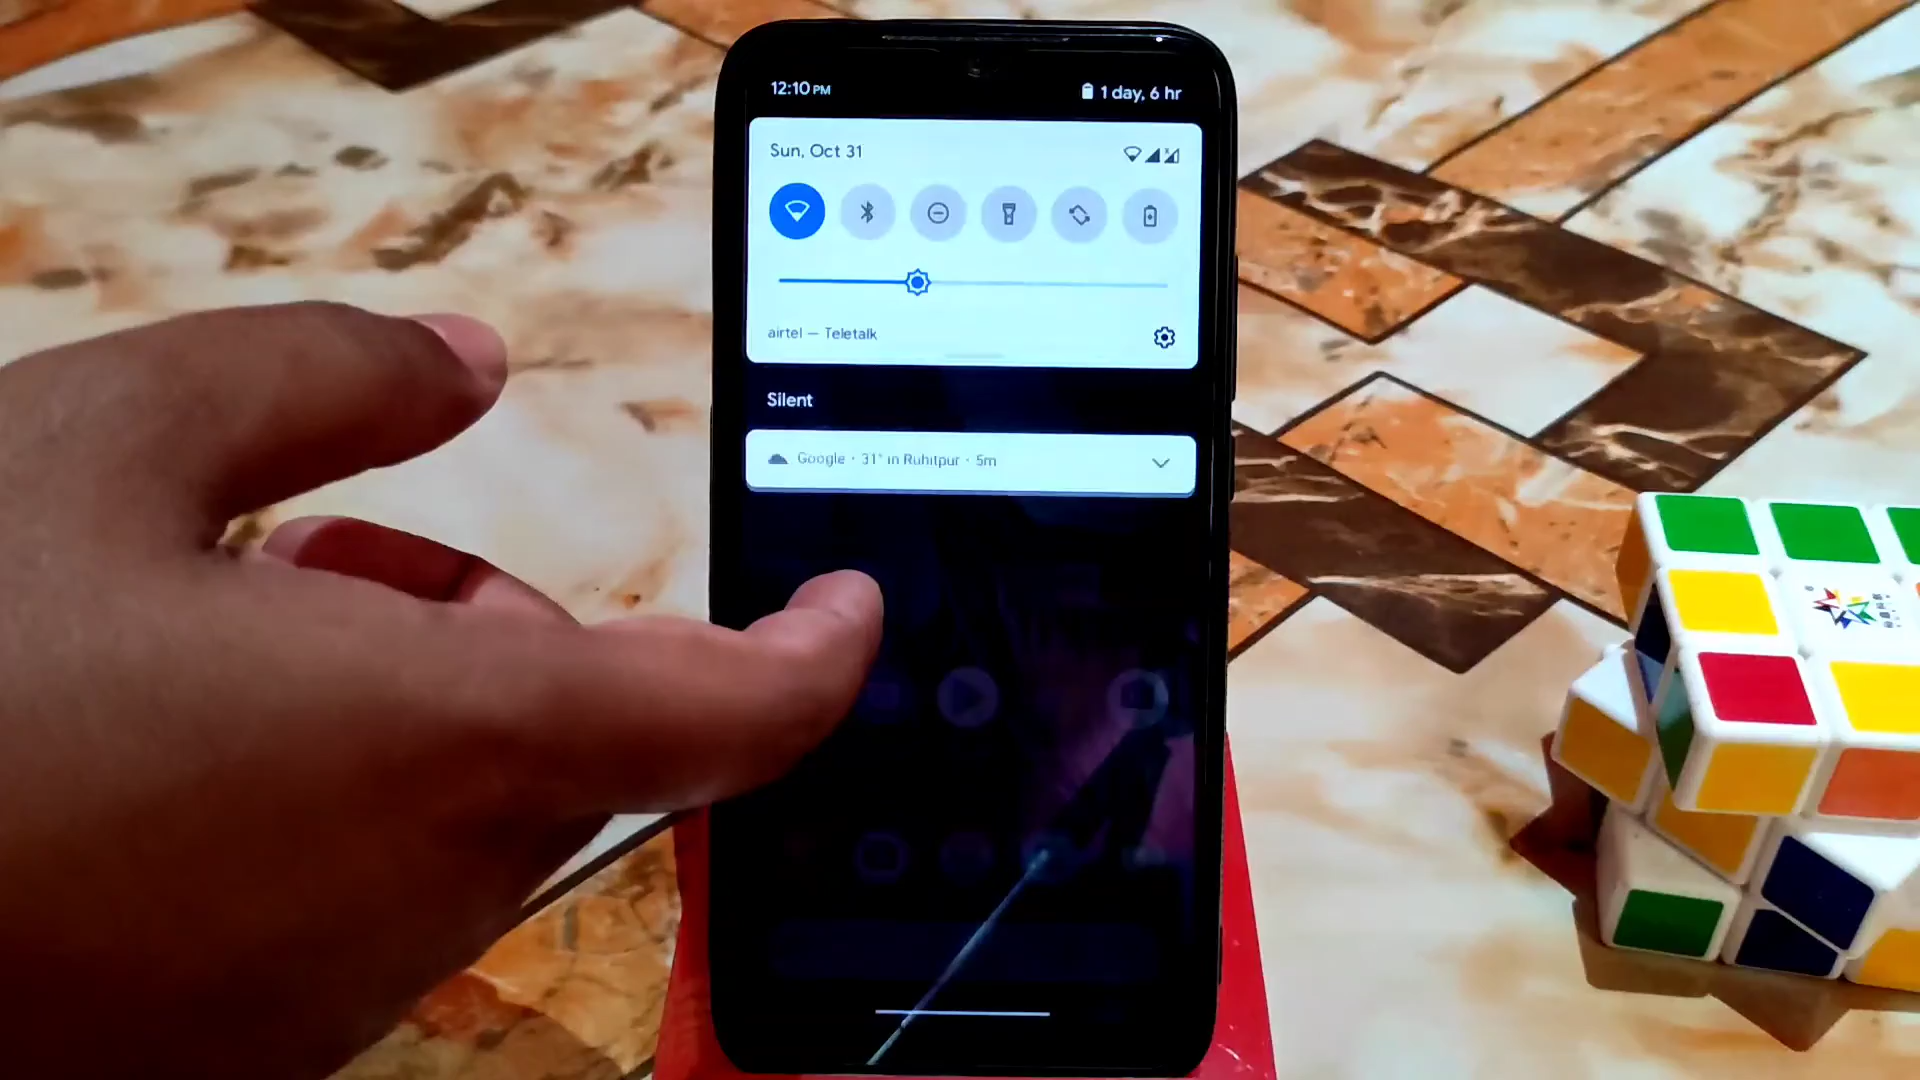 12:10 PM
1 day, 6 hr
Sun, Oct 31
airtel — Teletalk
Silent
Google · 31° in Ruhitpur · 5m